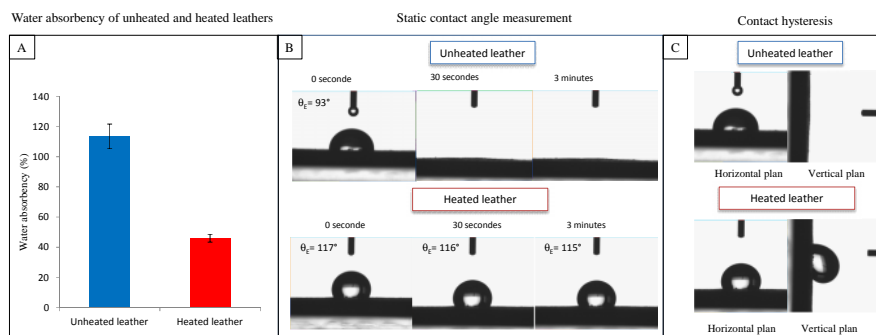 Water absorbency of unheated and heated leathers
Static contact angle measurement
Contact hysteresis
A
Water absorbency (%)
140
120
100
80
60
40
20
0
Unheated leather
Heated leather
B
Unheated leather
0 seconde
30 secondes
3 minutes
θE= 93°
Heated leather
0 seconde
30 secondes
3 minutes
θE= 117°
θE= 116°
θE= 115°
C
Unheated leather
Horizontal plan
Vertical plan
Heated leather
Horizontal plan
Vertical plan